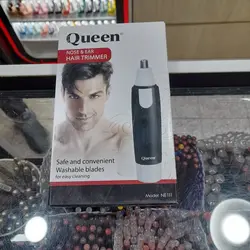 Queen
NOSE & EAR
HAIR TRIMMER
Queen
Safe and convenient
Washable blades
for easy cleaning